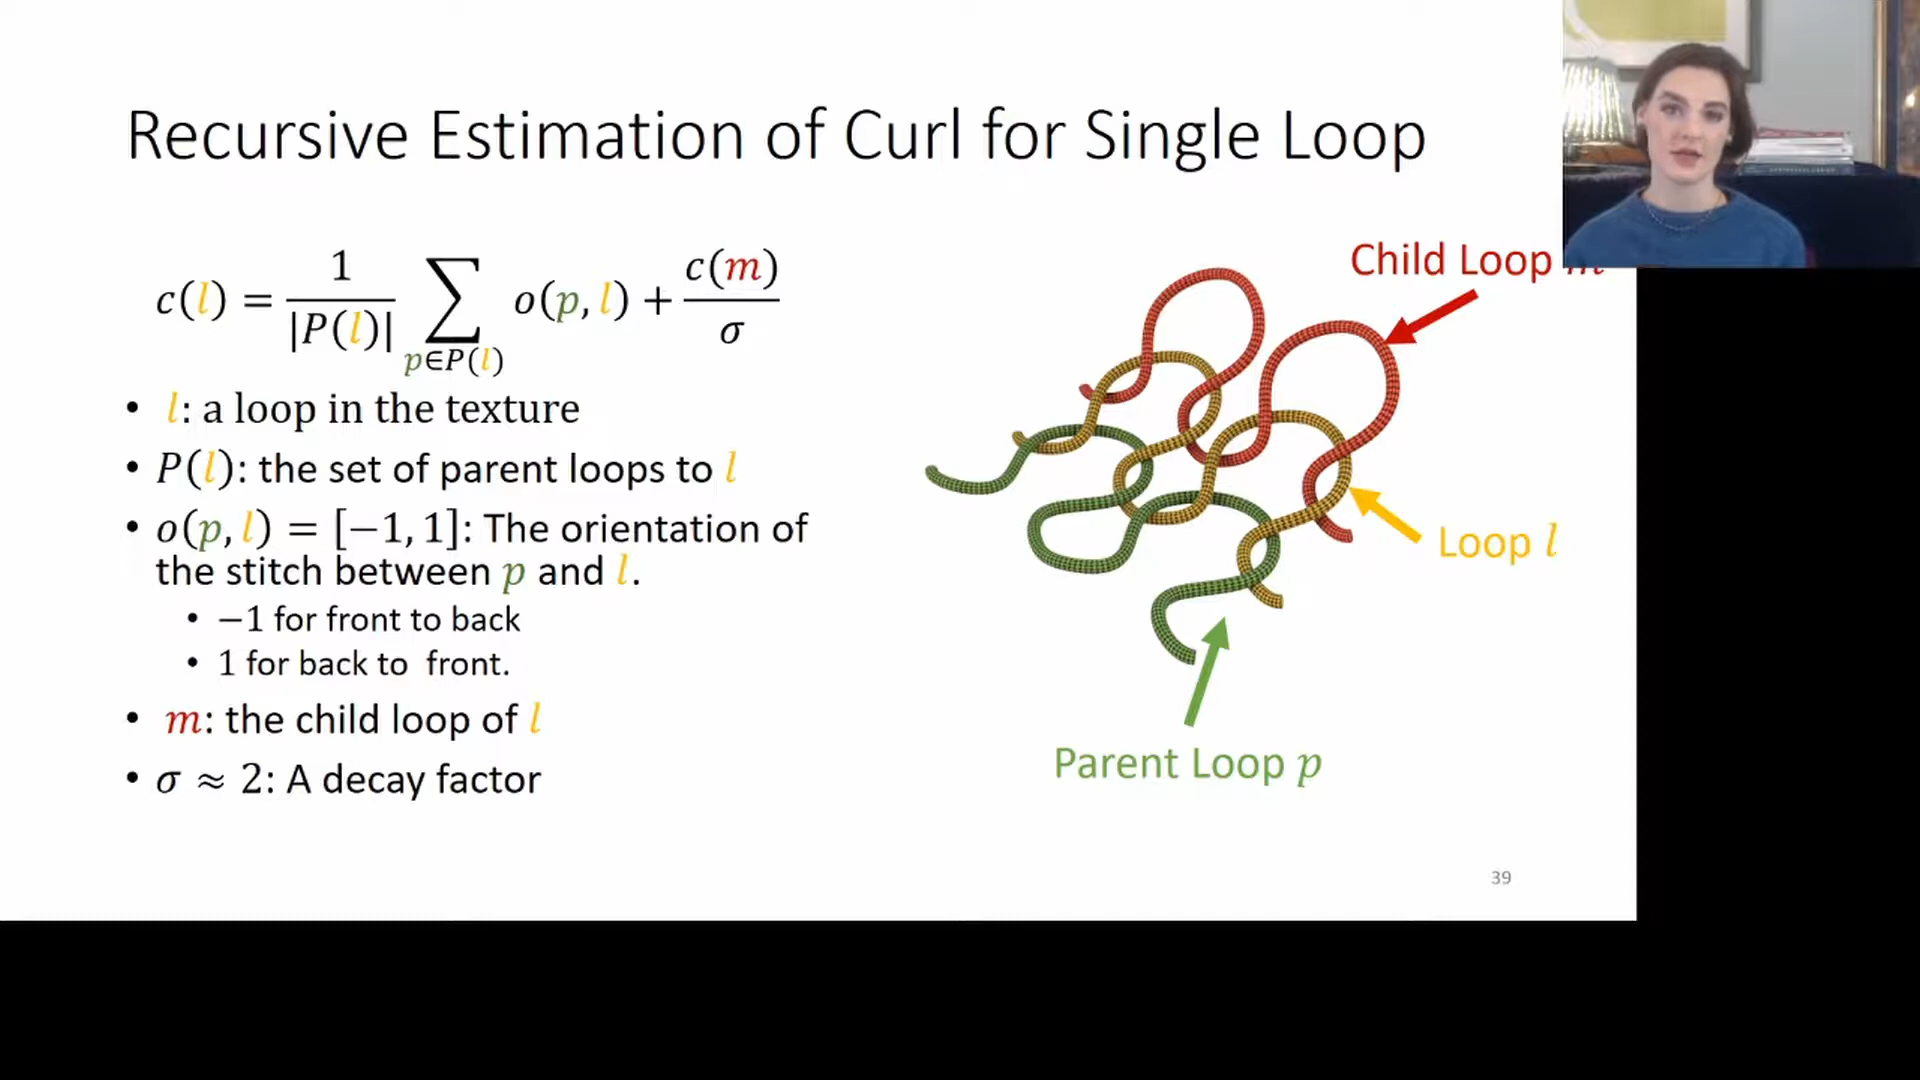 Recursive Estimation of Curl for Single Loop
c(l) = 1/|P(l)| ∑_{p∈P(l)} o(p, l) + c(m)/σ
• l: a loop in the texture
• P(l): the set of parent loops to l
• o(p, l) = [−1, 1]: The orientation of
the stitch between p and l.
• −1 for front to back
• 1 for back to front.
• m: the child loop of l
• σ ≈ 2: A decay factor
Child Loop m
Loop l
Parent Loop p
39